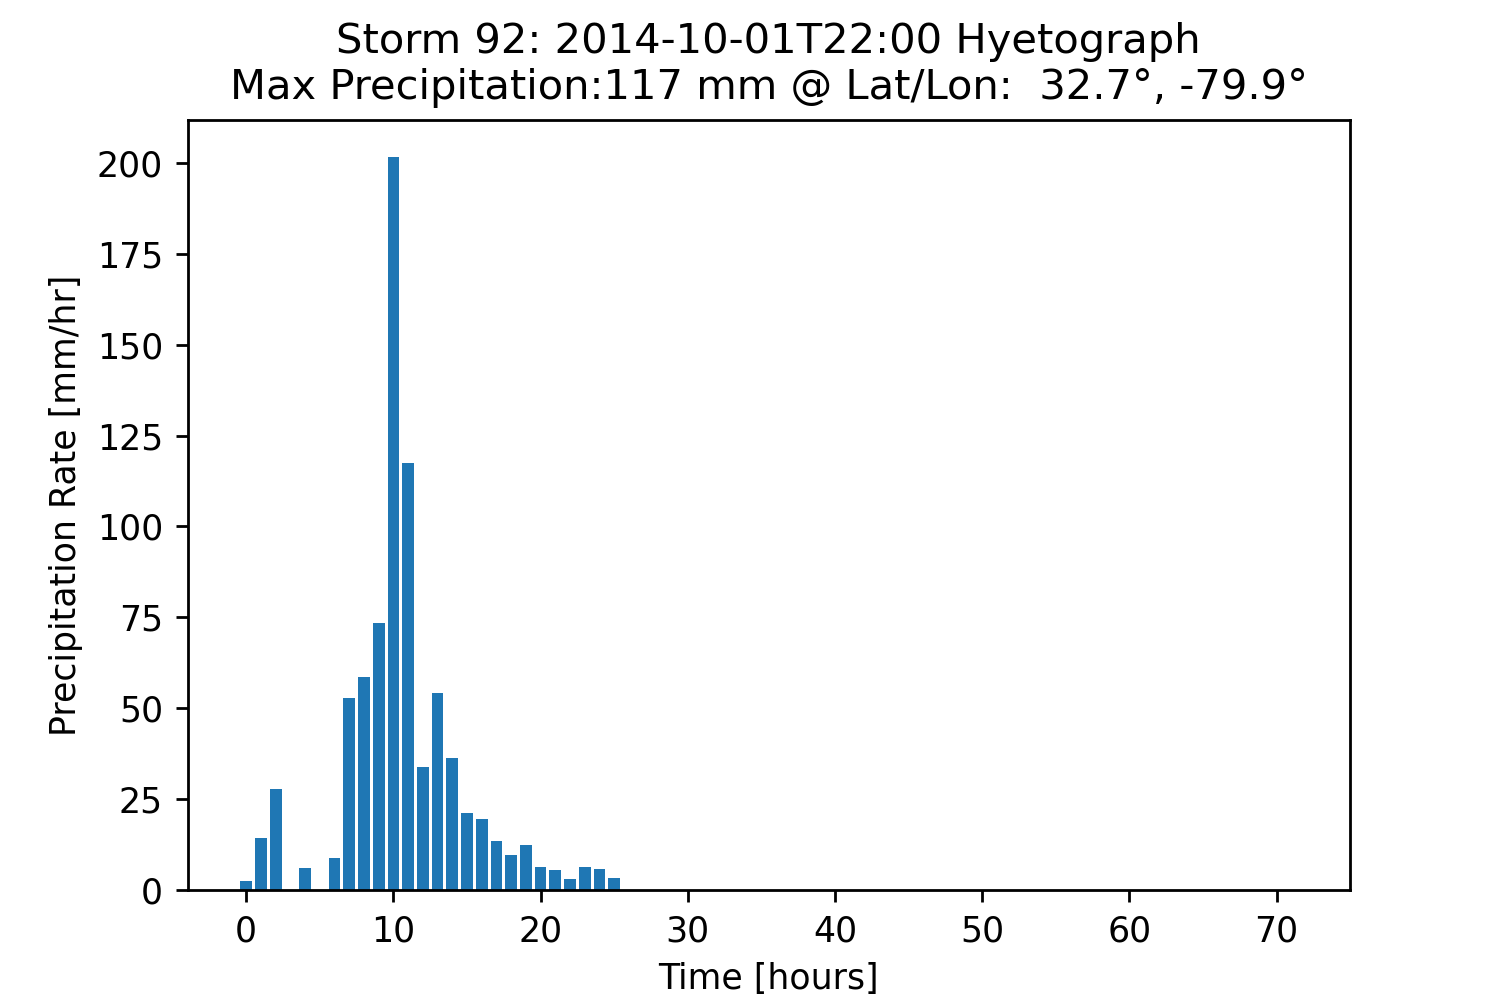 Storm 92: 2014-10-01T22:00 Hyetograph
Max Precipitation:117 mm @ Lat/Lon:  32.7°, -79.9°
Precipitation Rate [mm/hr]
200
175
150
125
100
75
50
25
0
0 10 20 30 40 50 60 70
Time [hours]